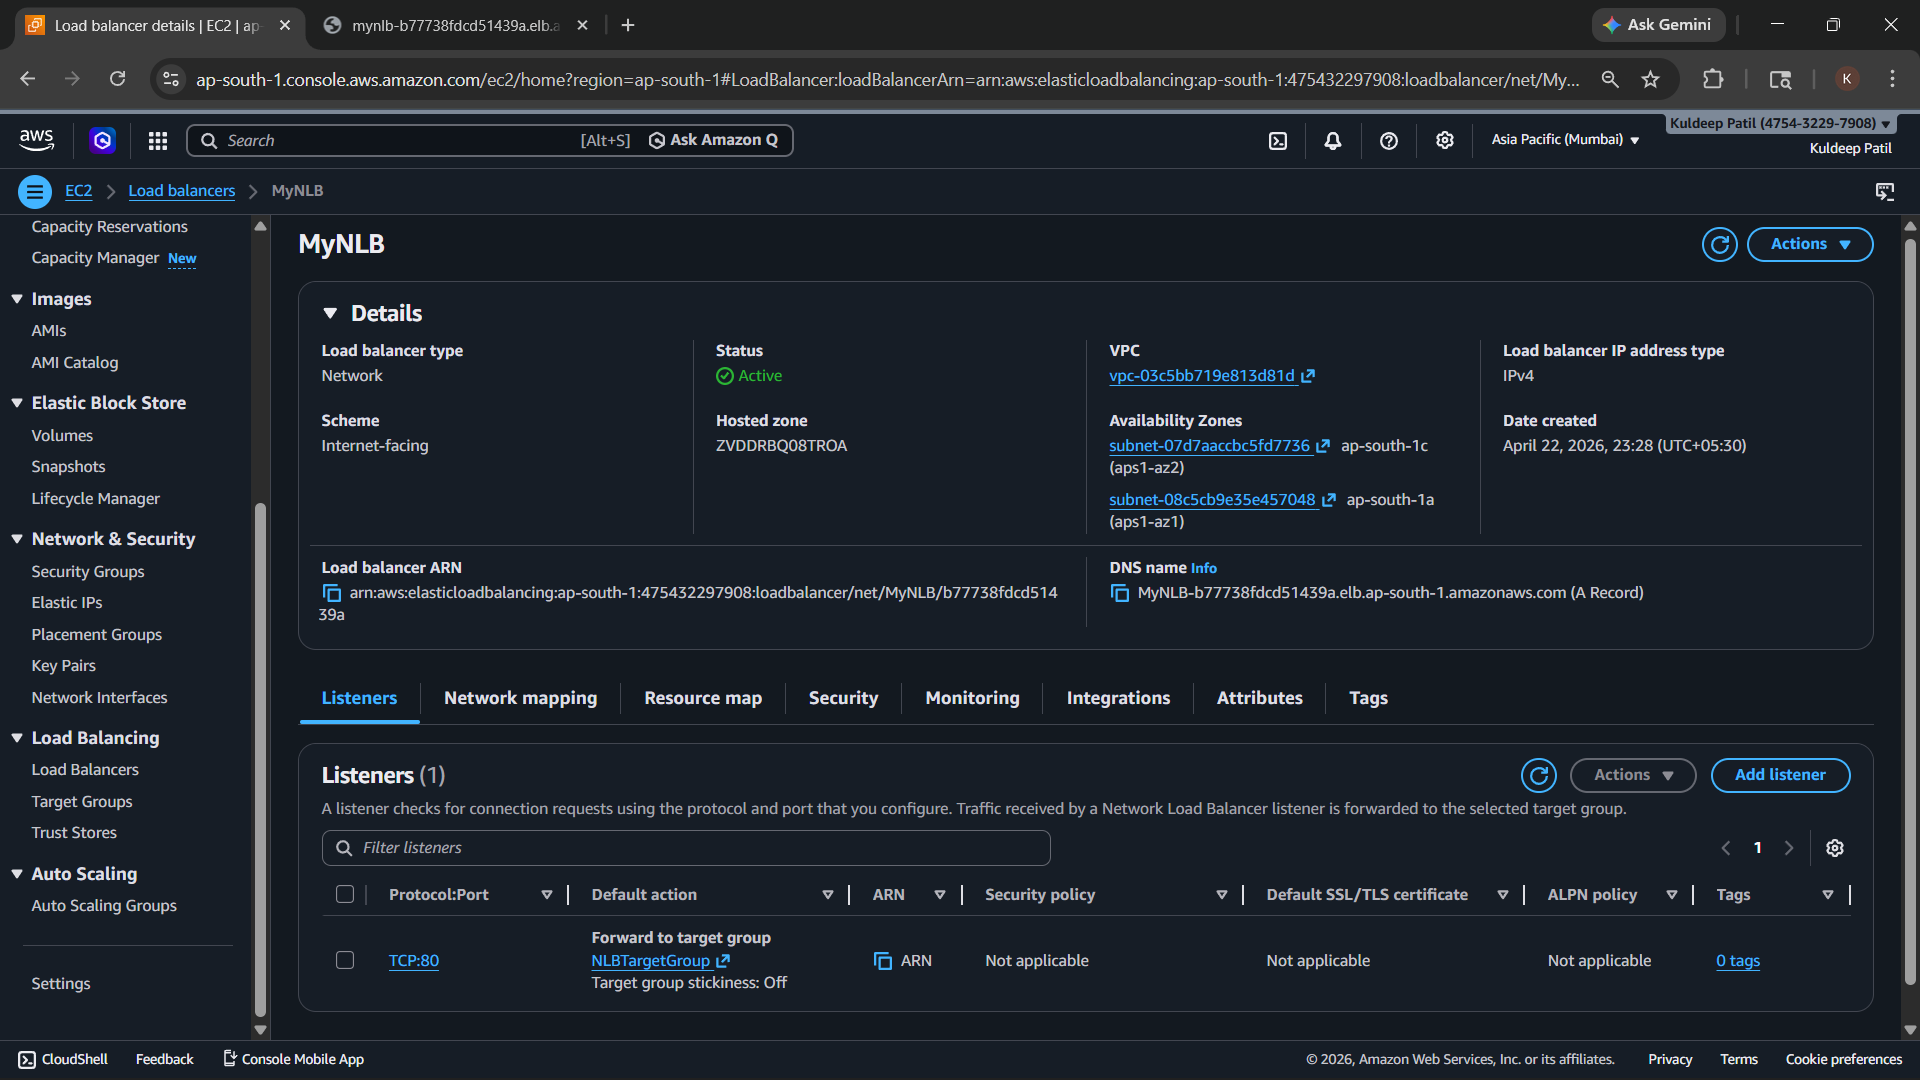 Load balancer details | EC2 | ap-
mynlb-b77738fdcd51439a.elb.a
Ask Gemini
ap-south-1.console.aws.amazon.com/ec2/home?region=ap-south-1#LoadBalancer:loadBalancerArn=arn:aws:elasticloadbalancing:ap-south-1:475432297908:loadbalancer/net/My...
K
aws
Search
[Alt+S]
Ask Amazon Q
Asia Pacific (Mumbai)
Kuldeep Patil (4754-3229-7908)
Kuldeep Patil
EC2
Load balancers
MyNLB
Capacity Reservations
Capacity Manager New
Images
AMIs
AMI Catalog
Elastic Block Store
Volumes
Snapshots
Lifecycle Manager
Network & Security
Security Groups
Elastic IPs
Placement Groups
Key Pairs
Network Interfaces
Load Balancing
Load Balancers
Target Groups
Trust Stores
Auto Scaling
Auto Scaling Groups
Settings
MyNLB
Actions
Details
Load balancer type
Network
Status
Active
VPC
vpc-03c5bb719e813d81d
Load balancer IP address type
IPv4
Scheme
Internet-facing
Hosted zone
ZVDDRBQ08TROA
Availability Zones
subnet-07d7aaccbc5fd7736 ap-south-1c
(aps1-az2)
subnet-08c5cb9e35e457048 ap-south-1a
(aps1-az1)
Date created
April 22, 2026, 23:28 (UTC+05:30)
Load balancer ARN
arn:aws:elasticloadbalancing:ap-south-1:475432297908:loadbalancer/net/MyNLB/b77738fdcd514
39a
DNS name Info
MyNLB-b77738fdcd51439a.elb.ap-south-1.amazonaws.com (A Record)
Listeners
Network mapping
Resource map
Security
Monitoring
Integrations
Attributes
Tags
Listeners (1)
Actions
Add listener
A listener checks for connection requests using the protocol and port that you configure. Traffic received by a Network Load Balancer listener is forwarded to the selected target group.
Filter listeners
1
Protocol:Port
Default action
ARN
Security policy
Default SSL/TLS certificate
ALPN policy
Tags
TCP:80
Forward to target group
NLBTargetGroup
Target group stickiness: Off
ARN
Not applicable
Not applicable
Not applicable
0 tags
CloudShell
Feedback
Console Mobile App
© 2026, Amazon Web Services, Inc. or its affiliates.
Privacy
Terms
Cookie preferences